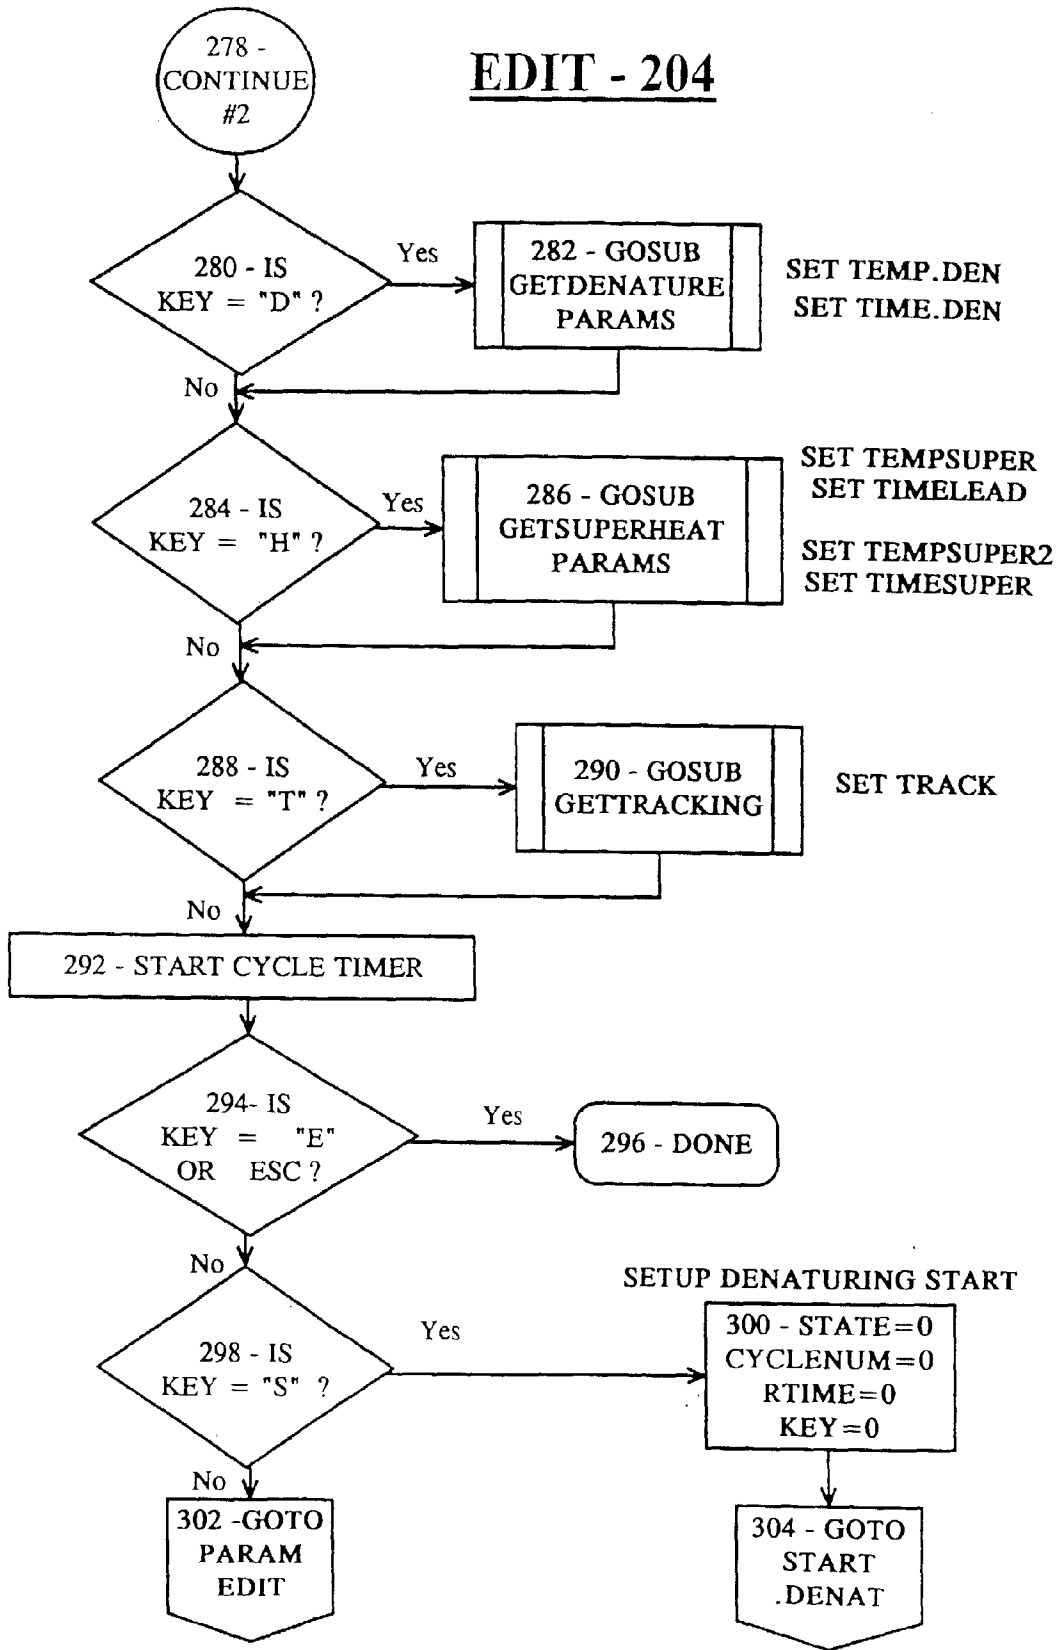 278 -
CONTINUE
#2
EDIT - 204
280 - IS
KEY = "D" ?
Yes
282 - GOSUB
GETDENATURE
PARAMS
SET TEMP.DEN
SET TIME.DEN
No
284 - IS
KEY = "H" ?
Yes
286 - GOSUB
GETSUPERHEAT
PARAMS
SET TEMPSUPER
SET TIMELEAD
SET TEMPSUPER2
SET TIMESUPER
No
288 - IS
KEY = "T" ?
Yes
290 - GOSUB
GETTRACKING
SET TRACK
No
292 - START CYCLE TIMER
294- IS
KEY = "E"
OR ESC ?
Yes
296 - DONE
No
298 - IS
KEY = "S" ?
Yes
SETUP DENATURING START
300 - STATE=0
CYCLENUM=0
RTIME=0
KEY=0
No
302 -GOTO
PARAM
EDIT
304 - GOTO
START
.DENAT